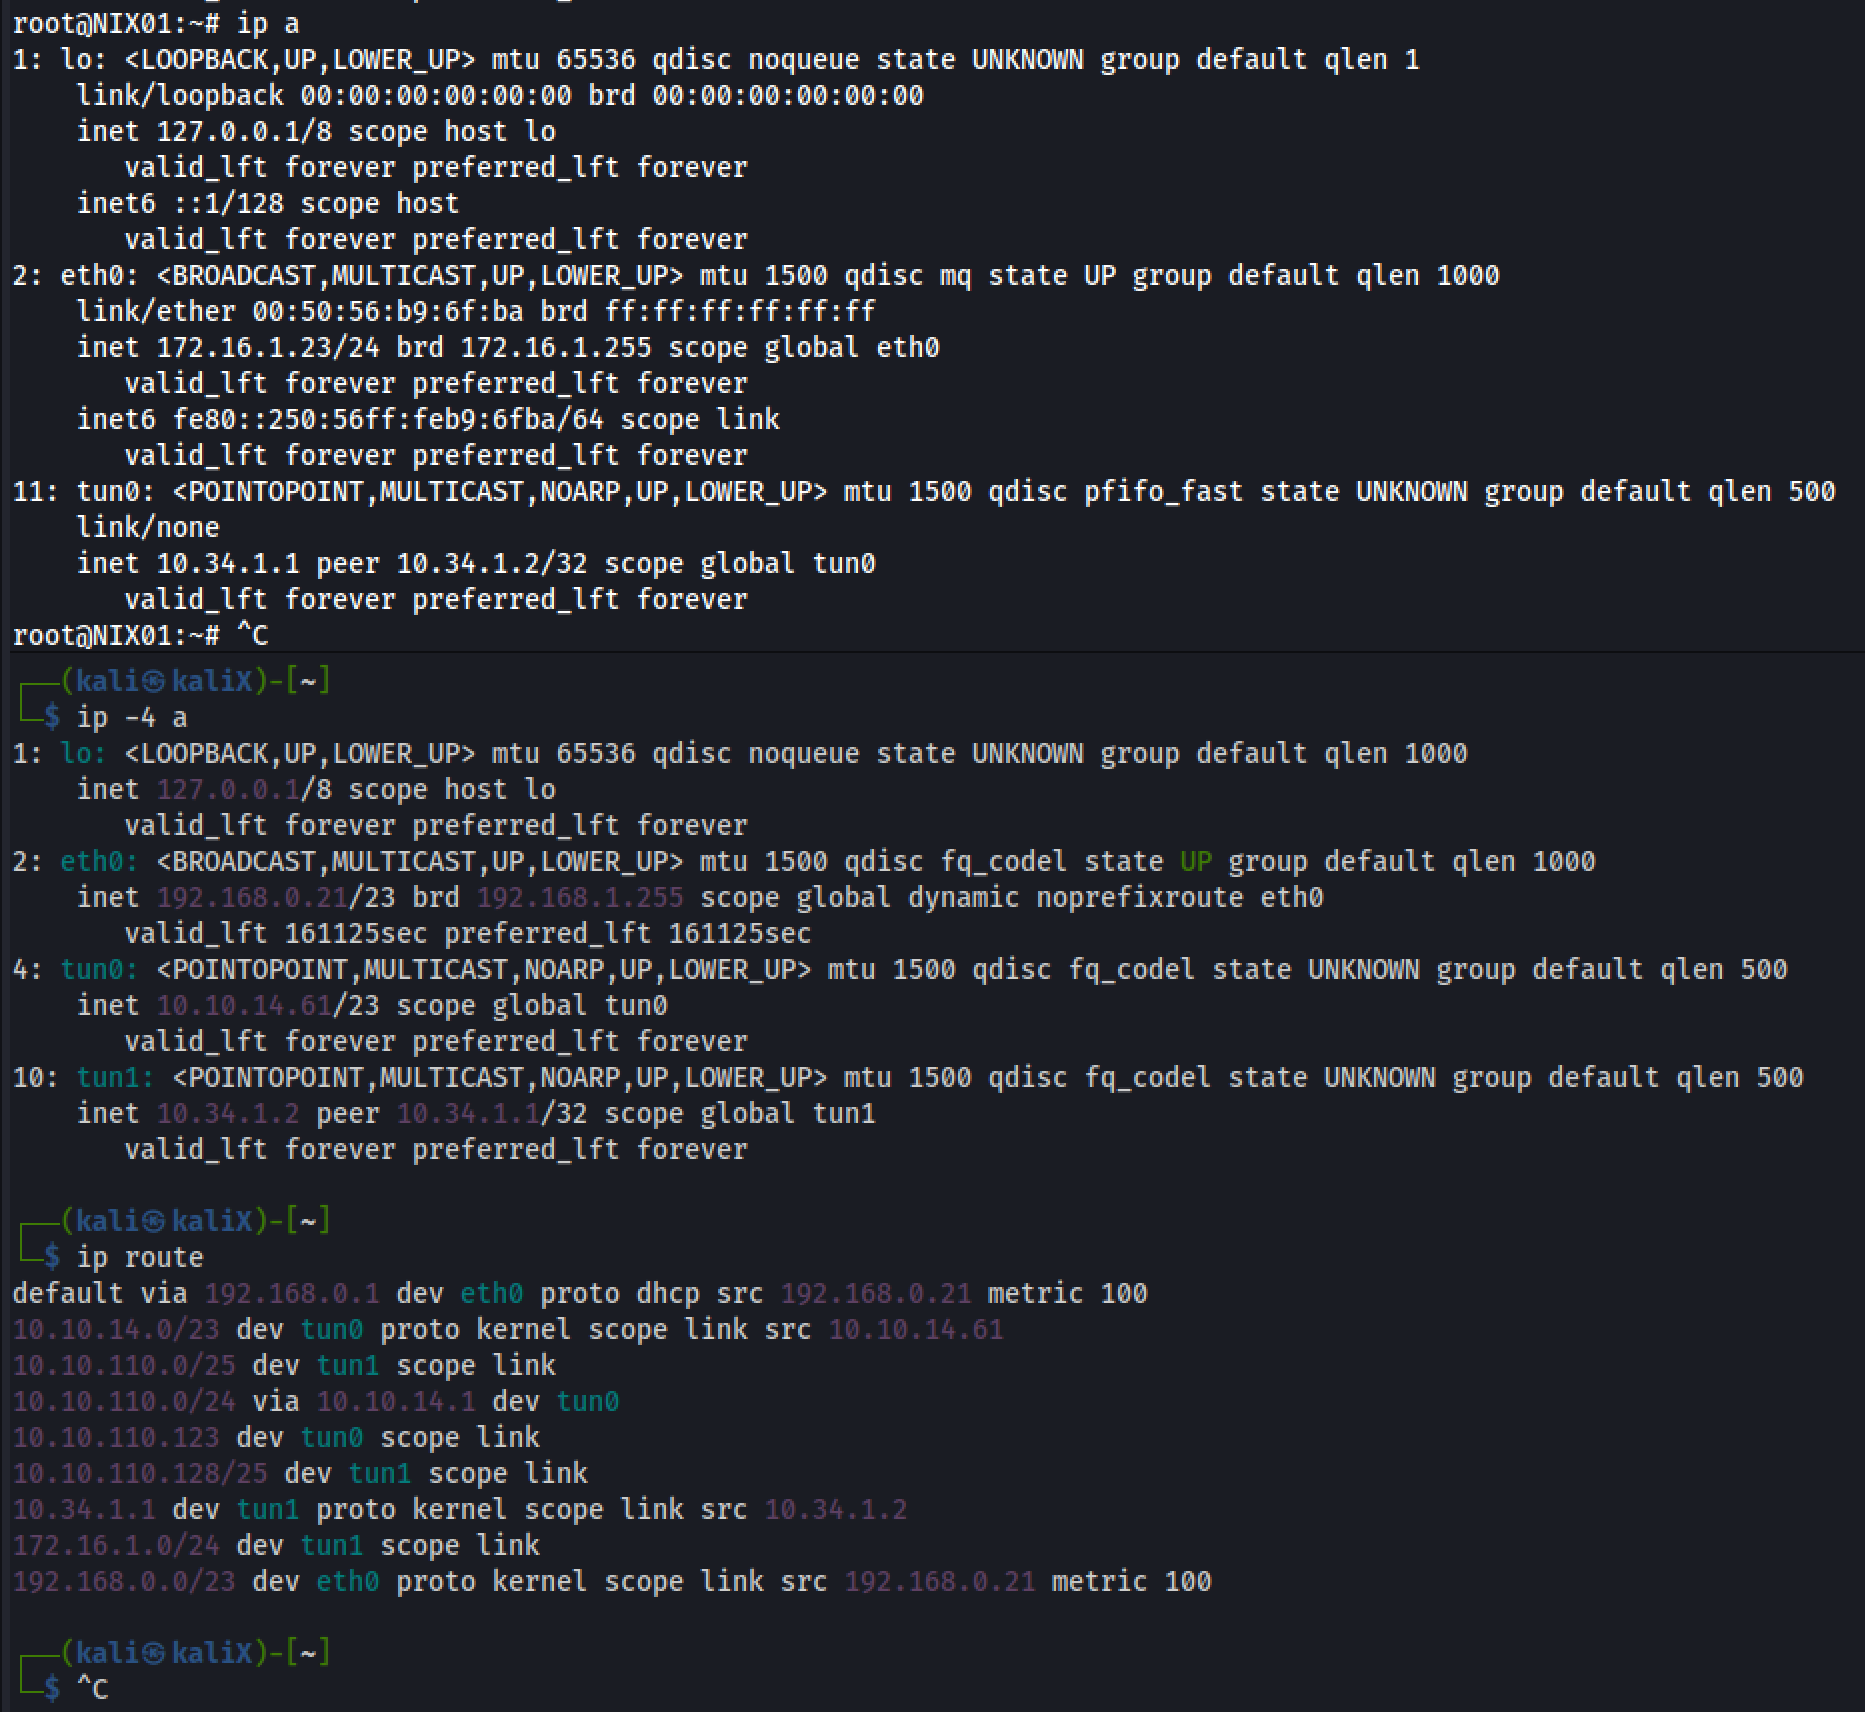 root@NIX01:~# ip a
1: lo: <LOOPBACK,UP,LOWER_UP> mtu 65536 qdisc noqueue state UNKNOWN group default qlen 1
    link/loopback 00:00:00:00:00:00 brd 00:00:00:00:00:00
    inet 127.0.0.1/8 scope host lo
       valid_lft forever preferred_lft forever
    inet6 ::1/128 scope host
       valid_lft forever preferred_lft forever
2: eth0: <BROADCAST,MULTICAST,UP,LOWER_UP> mtu 1500 qdisc mq state UP group default qlen 1000
    link/ether 00:50:56:b9:6f:ba brd ff:ff:ff:ff:ff:ff
    inet 172.16.1.23/24 brd 172.16.1.255 scope global eth0
       valid_lft forever preferred_lft forever
    inet6 fe80::250:56ff:feb9:6fba/64 scope link
       valid_lft forever preferred_lft forever
11: tun0: <POINTOPOINT,MULTICAST,NOARP,UP,LOWER_UP> mtu 1500 qdisc pfifo_fast state UNKNOWN group default qlen 500
    link/none
    inet 10.34.1.1 peer 10.34.1.2/32 scope global tun0
       valid_lft forever preferred_lft forever
root@NIX01:~# ^C
┌──(kali㉿kaliX)-[~]
└─$ ip -4 a
1: lo: <LOOPBACK,UP,LOWER_UP> mtu 65536 qdisc noqueue state UNKNOWN group default qlen 1000
    inet 127.0.0.1/8 scope host lo
       valid_lft forever preferred_lft forever
2: eth0: <BROADCAST,MULTICAST,UP,LOWER_UP> mtu 1500 qdisc fq_codel state UP group default qlen 1000
    inet 192.168.0.21/23 brd 192.168.1.255 scope global dynamic noprefixroute eth0
       valid_lft 161125sec preferred_lft 161125sec
4: tun0: <POINTOPOINT,MULTICAST,NOARP,UP,LOWER_UP> mtu 1500 qdisc fq_codel state UNKNOWN group default qlen 500
    inet 10.10.14.61/23 scope global tun0
       valid_lft forever preferred_lft forever
10: tun1: <POINTOPOINT,MULTICAST,NOARP,UP,LOWER_UP> mtu 1500 qdisc fq_codel state UNKNOWN group default qlen 500
    inet 10.34.1.2 peer 10.34.1.1/32 scope global tun1
       valid_lft forever preferred_lft forever
┌──(kali㉿kaliX)-[~]
└─$ ip route
default via 192.168.0.1 dev eth0 proto dhcp src 192.168.0.21 metric 100
10.10.14.0/23 dev tun0 proto kernel scope link src 10.10.14.61
10.10.110.0/25 dev tun1 scope link
10.10.110.0/24 via 10.10.14.1 dev tun0
10.10.110.123 dev tun0 scope link
10.10.110.128/25 dev tun1 scope link
10.34.1.1 dev tun1 proto kernel scope link src 10.34.1.2
172.16.1.0/24 dev tun1 scope link
192.168.0.0/23 dev eth0 proto kernel scope link src 192.168.0.21 metric 100
┌──(kali㉿kaliX)-[~]
└─$ ^C